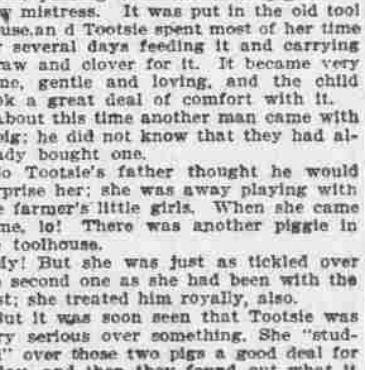 mistress. It was put in the old tool
use.an d Tootsie spent most of her time
several days feeding it and carrying
raw and clover for it. It became very
me, gentle and loving, and the child
ok a great deal of comfort with it.
About this time another man came with
pig; he did not know that they had al-
ady bought one.
o Tootsie's father thought he would
rprise her; she was away playing with
e farmer's little girls. When she came
me, lo! There was another piggie in
e toolhouse.
My! But she was just as tickled over
second one as she had been with the
st; she treated him royally, also.
But it was soon seen that Tootsie was
ry serious over something. She "stud-
" over those two pigs a good deal for
and then they found out what it